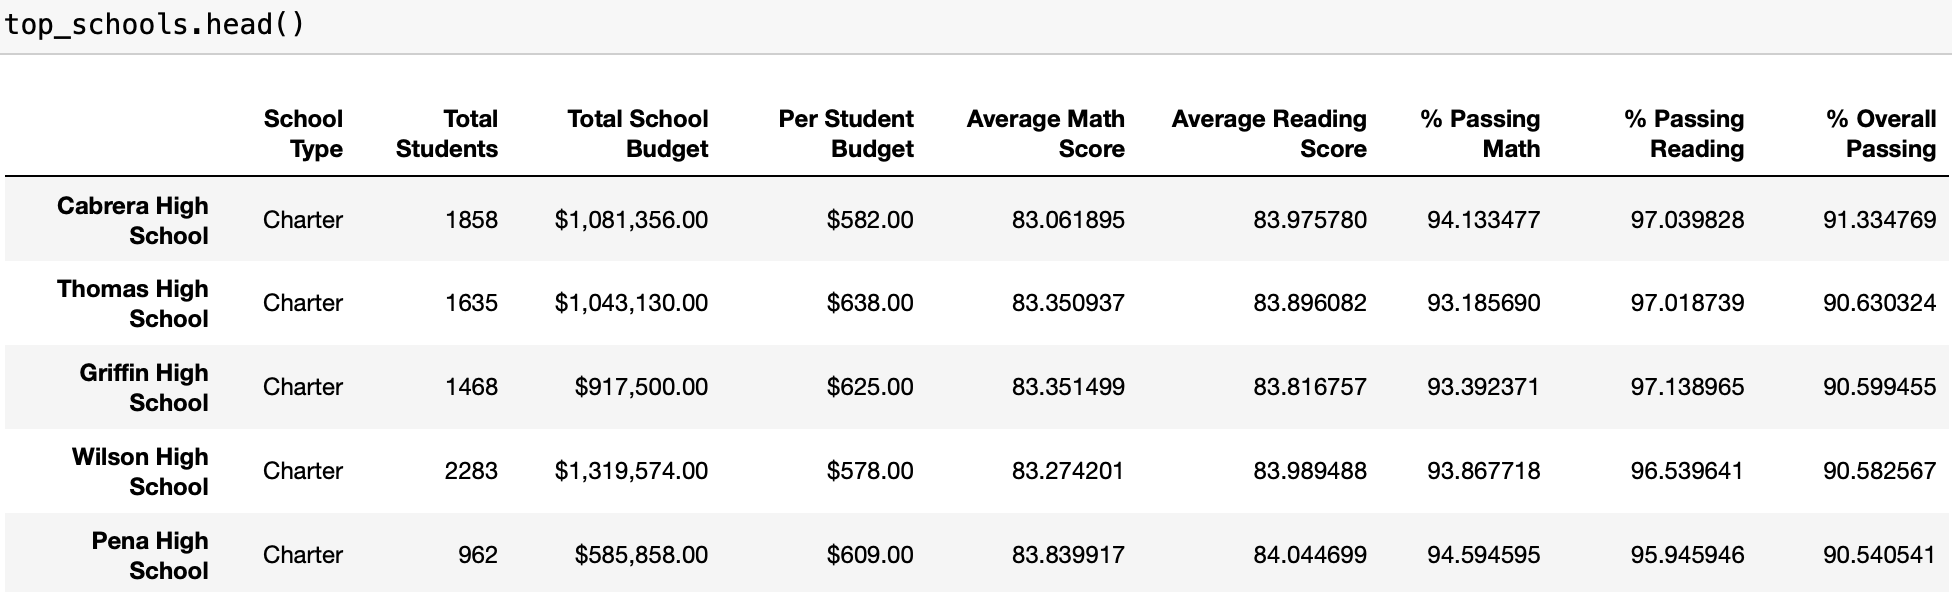 top_schools.head()
School Total Total School Per Student Average Math Average Reading % Passing % Passing % Overall
Type Students Budget Budget Score Score Math Reading Passing
Cabrera High
School Charter 1858 $1,081,356.00 $582.00 83.061895 83.975780 94.133477 97.039828 91.334769
Thomas High
School Charter 1635 $1,043,130.00 $638.00 83.350937 83.896082 93.185690 97.018739 90.630324
Griffin High
School Charter 1468 $917,500.00 $625.00 83.351499 83.816757 93.392371 97.138965 90.599455
Wilson High
School Charter 2283 $1,319,574.00 $578.00 83.274201 83.989488 93.867718 96.539641 90.582567
Pena High
School Charter 962 $585,858.00 $609.00 83.839917 84.044699 94.594595 95.945946 90.540541